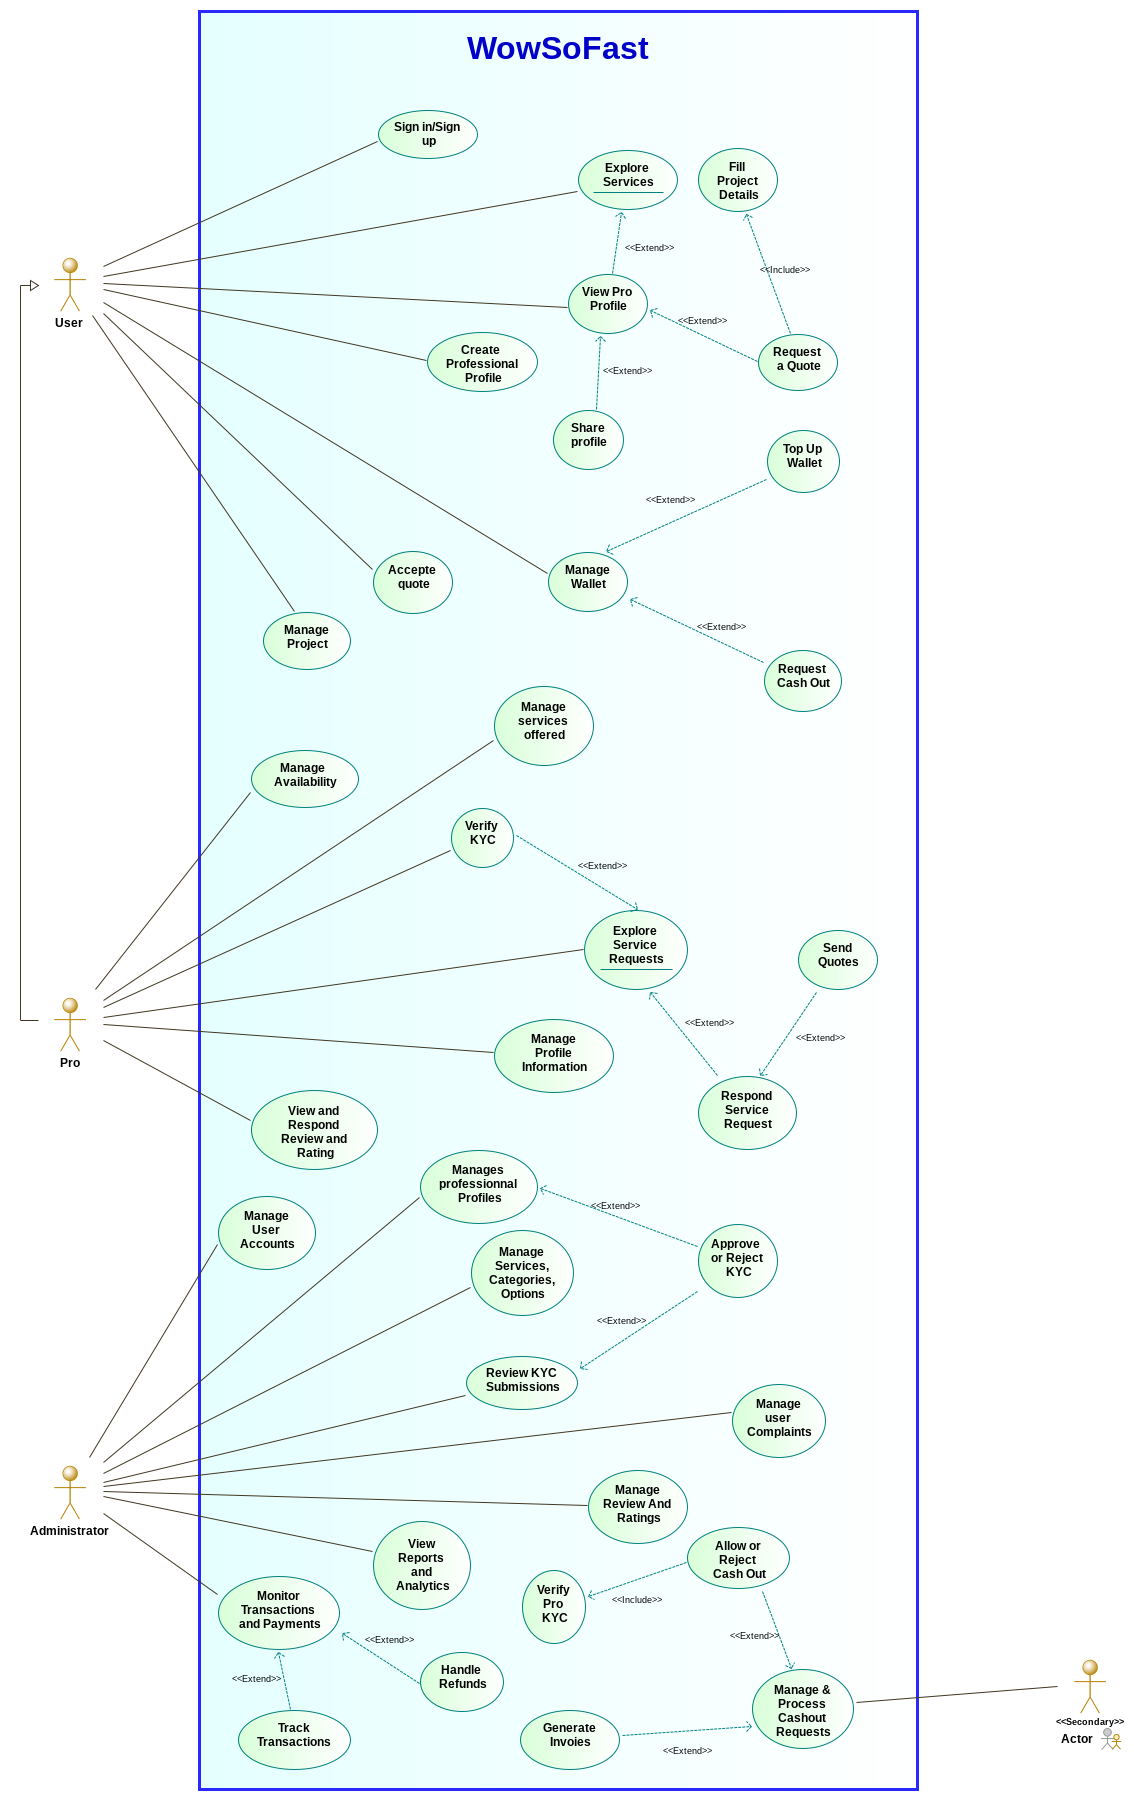 WowSoFast
Sign in/Sign
up
Explore
Services
Fill
Project
Details
<<Extend>>
<<Include>>
User
View Pro
Profile
<<Extend>>
Create
Professional
Profile
Request
a Quote
<<Extend>>
Share
profile
Top Up
Wallet
<<Extend>>
Accepte
quote
Manage
Wallet
Manage
Project
<<Extend>>
Request
Cash Out
Manage
services
offered
Manage
Availability
Verify
KYC
<<Extend>>
Explore
Service
Requests
Send
Quotes
<<Extend>>
<<Extend>>
Pro
Manage
Profile
Information
Respond
Service
Request
View and
Respond
Review and
Rating
Manages
professionnal
Profiles
<<Extend>>
Manage
User
Accounts
Manage
Services,
Categories,
Options
Approve
or Reject
KYC
<<Extend>>
Review KYC
Submissions
Manage
user
Complaints
Administrator
Manage
Review And
Ratings
View
Reports
and
Analytics
Allow or
Reject
Cash Out
Verify
Pro
KYC
<<Include>>
Monitor
Transactions
and Payments
<<Extend>>
<<Extend>>
<<Extend>>
Handle
Refunds
Manage &
Process
Cashout
Requests
Track
Transactions
Generate
Invoies
<<Extend>>
<<Secondary>>
Actor